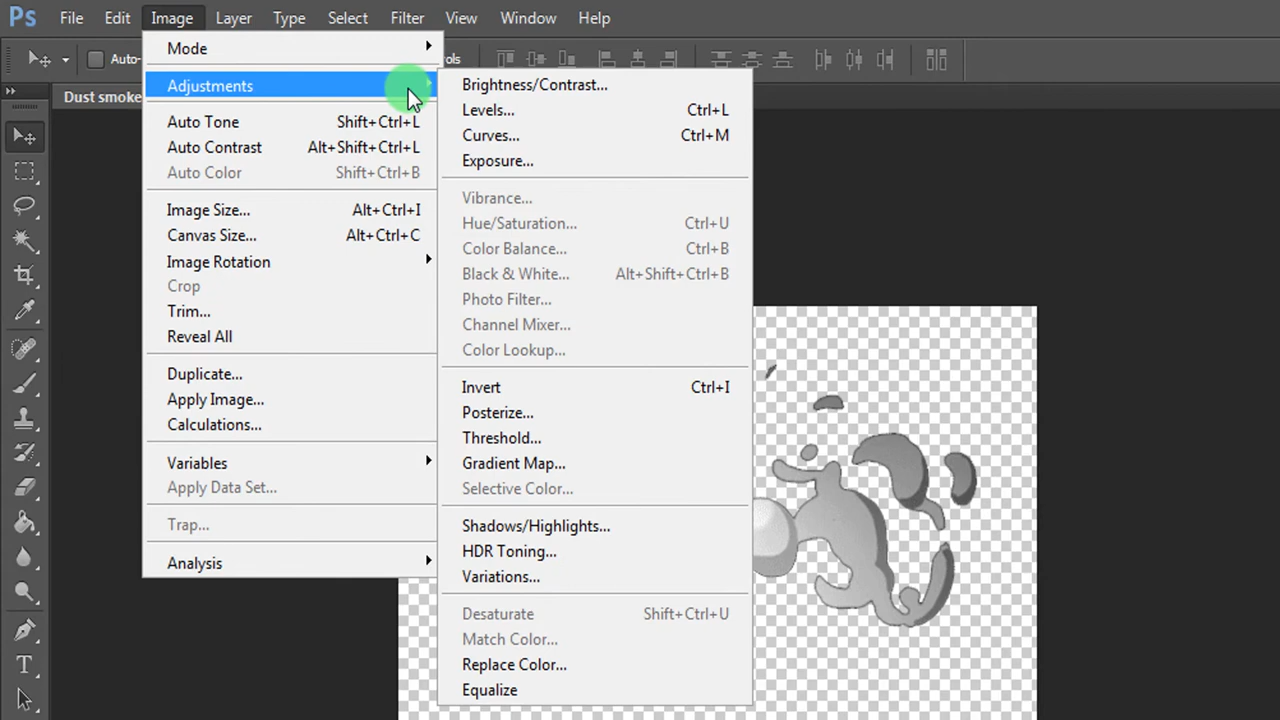 Ps File Edit Image Layer Type Select Filter View Window Help
Auto- ols
Dust smoke
Mode
Adjustments
Auto Tone Shift+Ctrl+L
Auto Contrast Alt+Shift+Ctrl+L
Auto Color Shift+Ctrl+B
Image Size... Alt+Ctrl+I
Canvas Size... Alt+Ctrl+C
Image Rotation
Crop
Trim...
Reveal All
Duplicate...
Apply Image...
Calculations...
Variables
Apply Data Set...
Trap...
Analysis
Brightness/Contrast...
Levels... Ctrl+L
Curves... Ctrl+M
Exposure...
Vibrance...
Hue/Saturation... Ctrl+U
Color Balance... Ctrl+B
Black & White... Alt+Shift+Ctrl+B
Photo Filter...
Channel Mixer...
Color Lookup...
Invert Ctrl+I
Posterize...
Threshold...
Gradient Map...
Selective Color...
Shadows/Highlights...
HDR Toning...
Variations...
Desaturate Shift+Ctrl+U
Match Color...
Replace Color...
Equalize